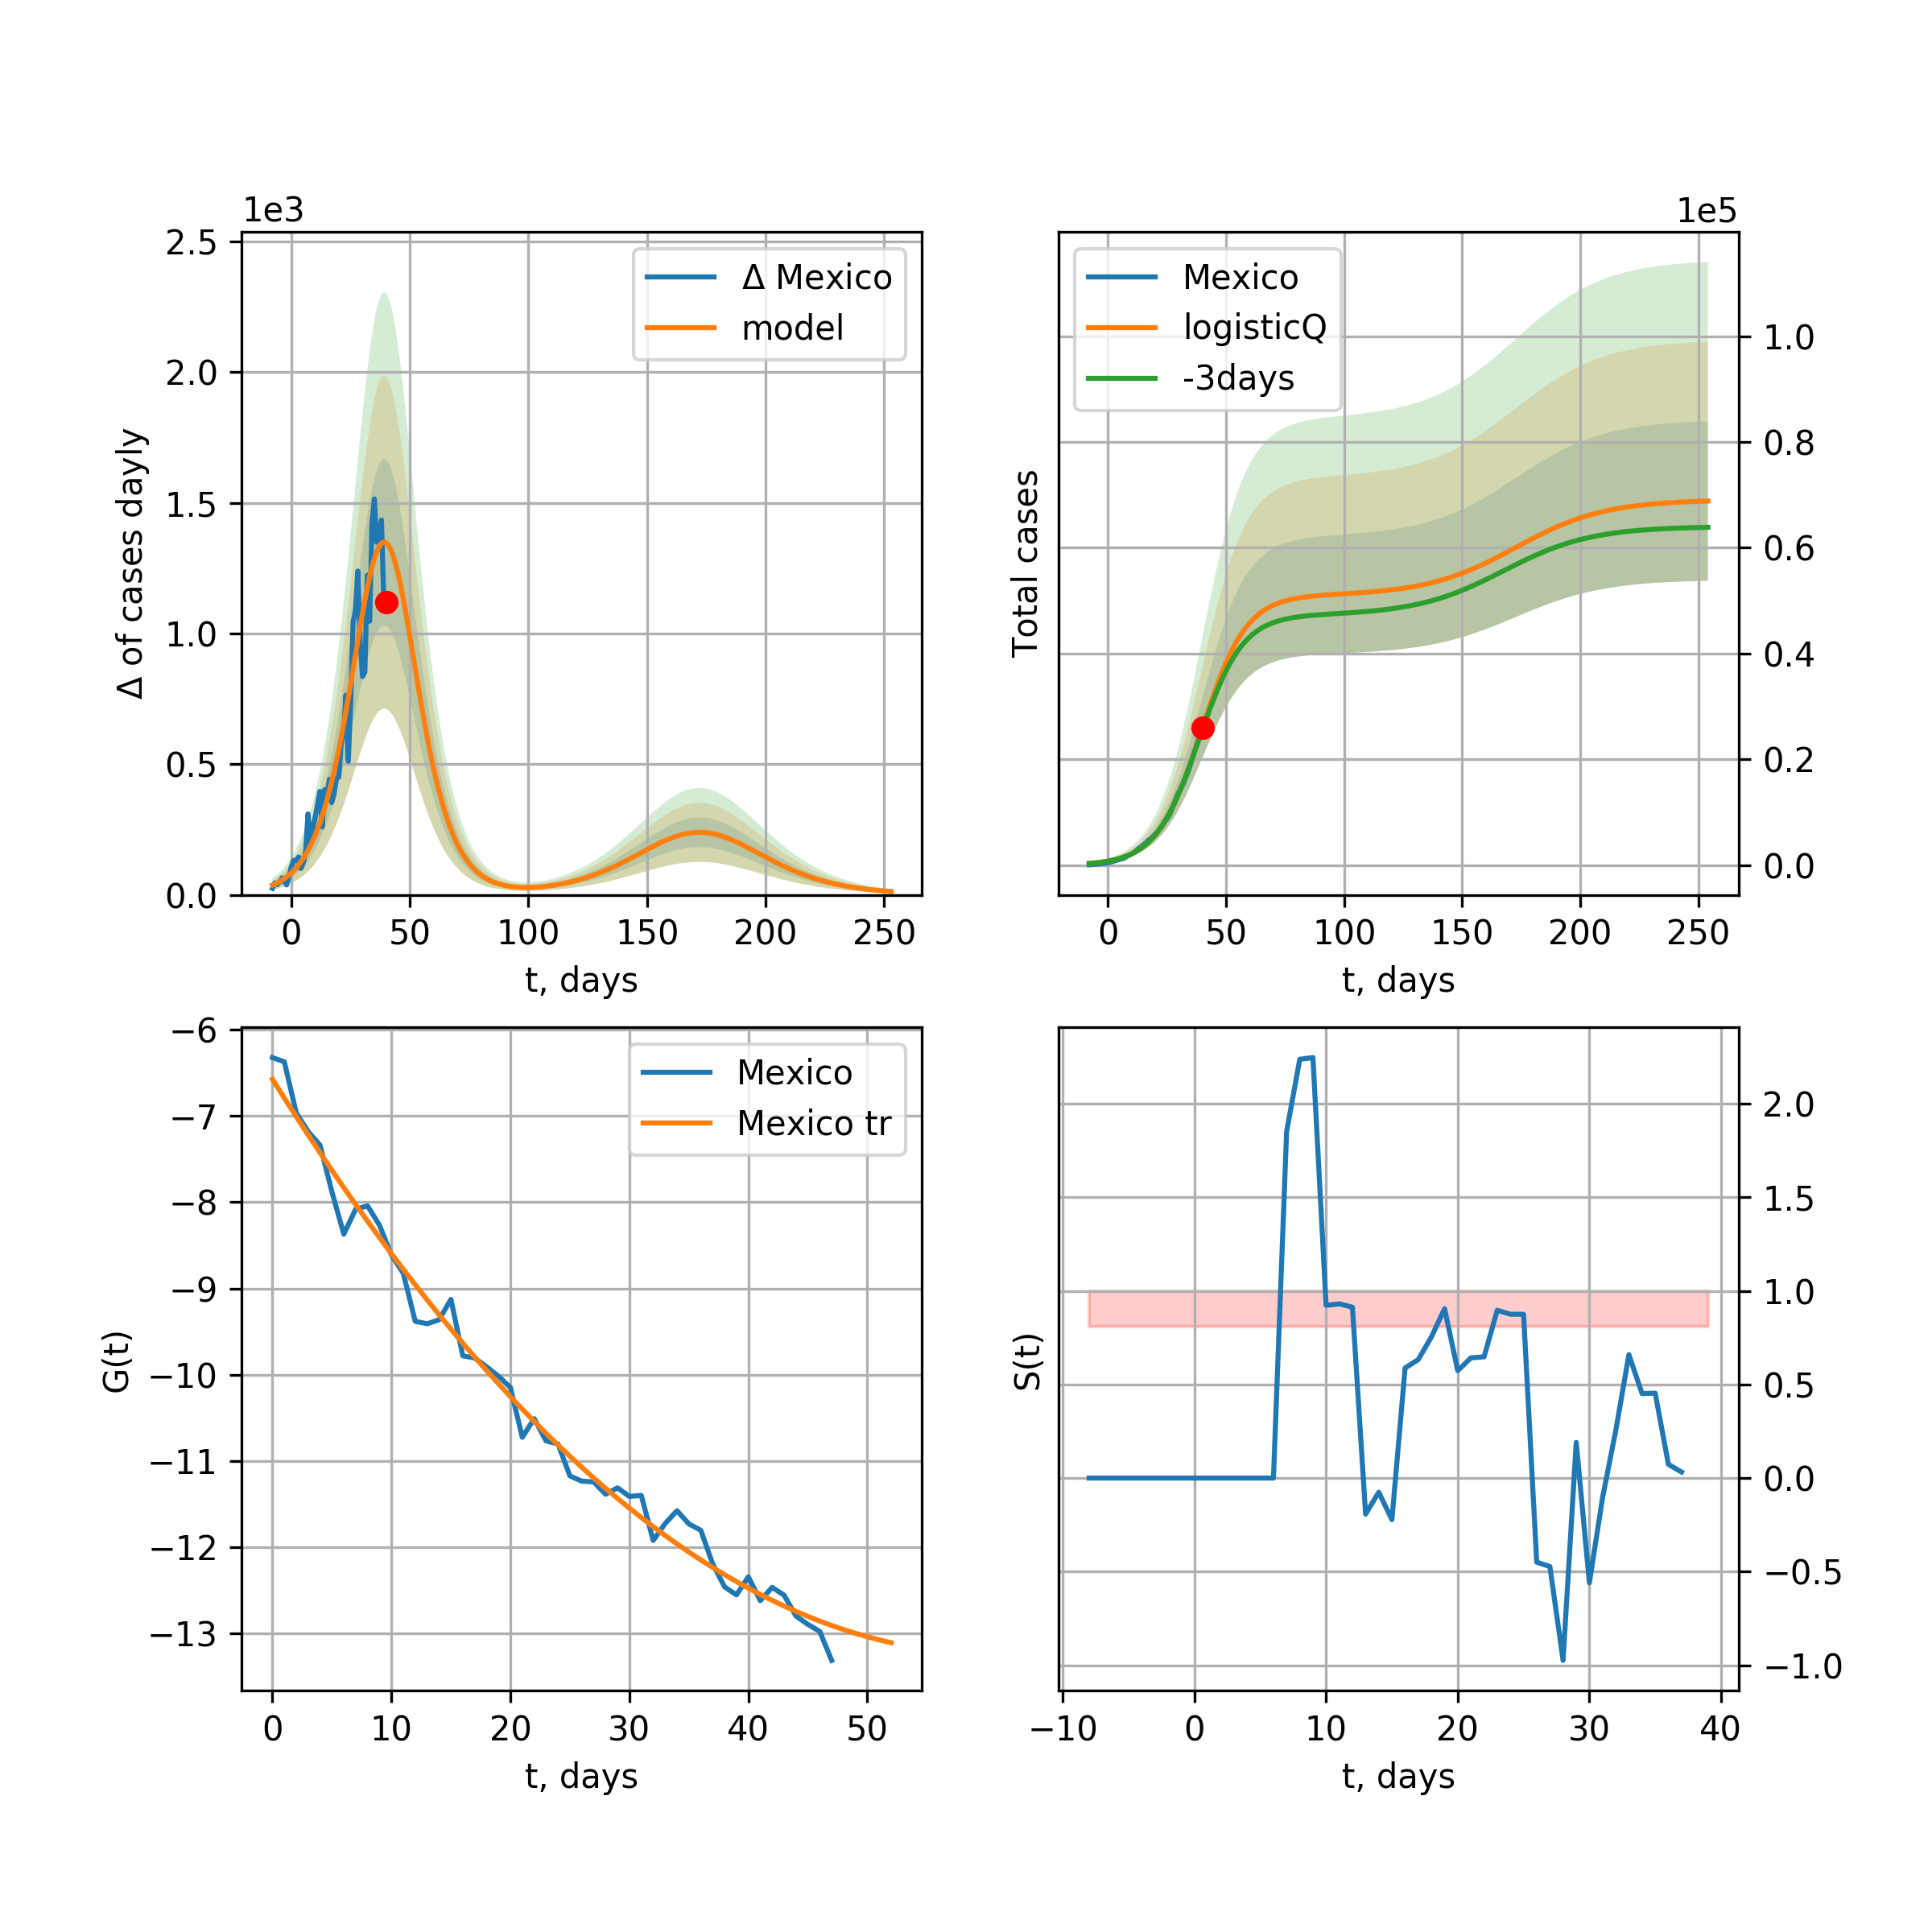 1e3
2.5
2.0
1.5
1.0
0.5
0.0
Δ of cases dayly
Δ Mexico
model
0 50 100 150 200 250
t, days
1e5
Mexico
logisticQ
-3days
Total cases
1.0
0.8
0.6
0.4
0.2
0.0
0 50 100 150 200 250
t, days
−6
−7
−8
−9
−10
−11
−12
−13
G(t)
Mexico
Mexico tr
0 10 20 30 40 50
t, days
S(t)
2.0
1.5
1.0
0.5
0.0
−0.5
−1.0
−10 0 10 20 30 40
t, days